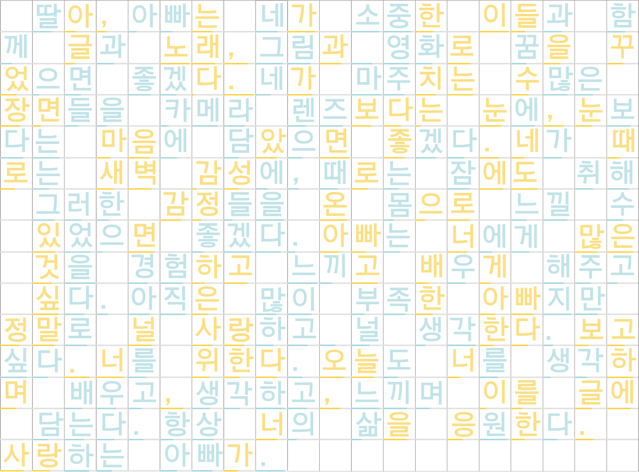 딸아, 아빠는 네가 소중한 이들과 함
께 글과 노래, 그림과 영화로 꿈을 꾸
었으면 좋겠다. 네가 마주치는 수많은
장면들을 카메라 렌즈보다는 눈에, 눈보
다는 마음에 담았으면 좋겠다. 네가 때
로는 새벽 감성에, 때로는 잠에도 취해
그러한 감정들을 온 몸으로 느낄 수
있었으면 좋겠다. 아빠는 너에게 많은
것을 경험하고 느끼고 배우게 해주고
싶다. 아직은 많이 부족한 아빠지만
정말로 널 사랑하고 널 생각한다. 보고
싶다. 너를 위한다. 오늘도 너를 생각하
며 배우고, 생각하고, 느끼며 이를 글에
담는다. 항상 너의 삶을 응원한다.
사랑하는 아빠가.